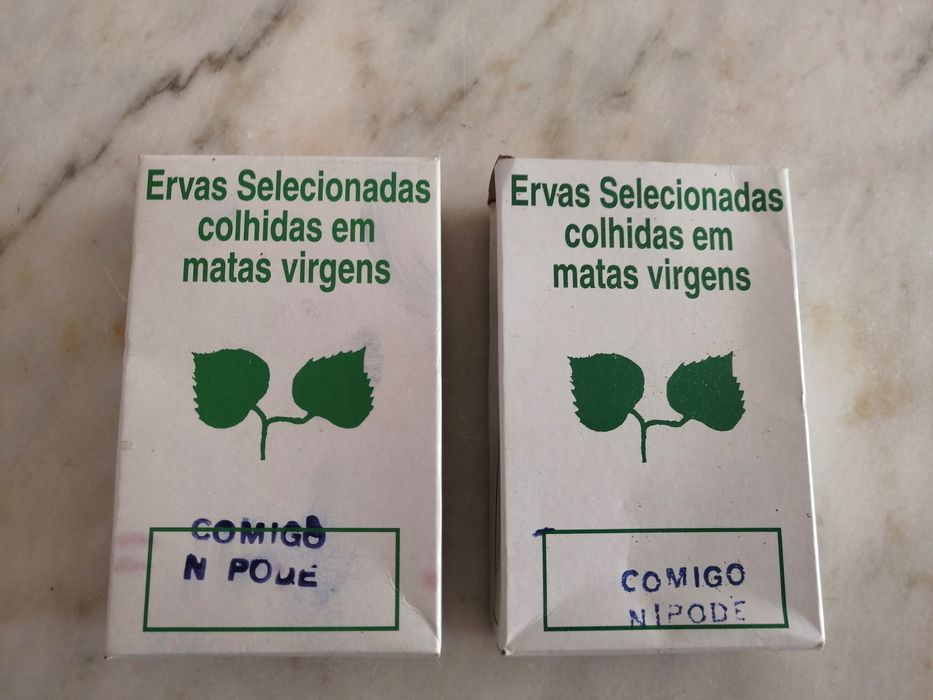 Ervas Selecionadas
colhidas em
matas virgens
COMIGO
N PODE
Ervas Selecionadas
colhidas em
matas virgens
COMIGO
NIPODE